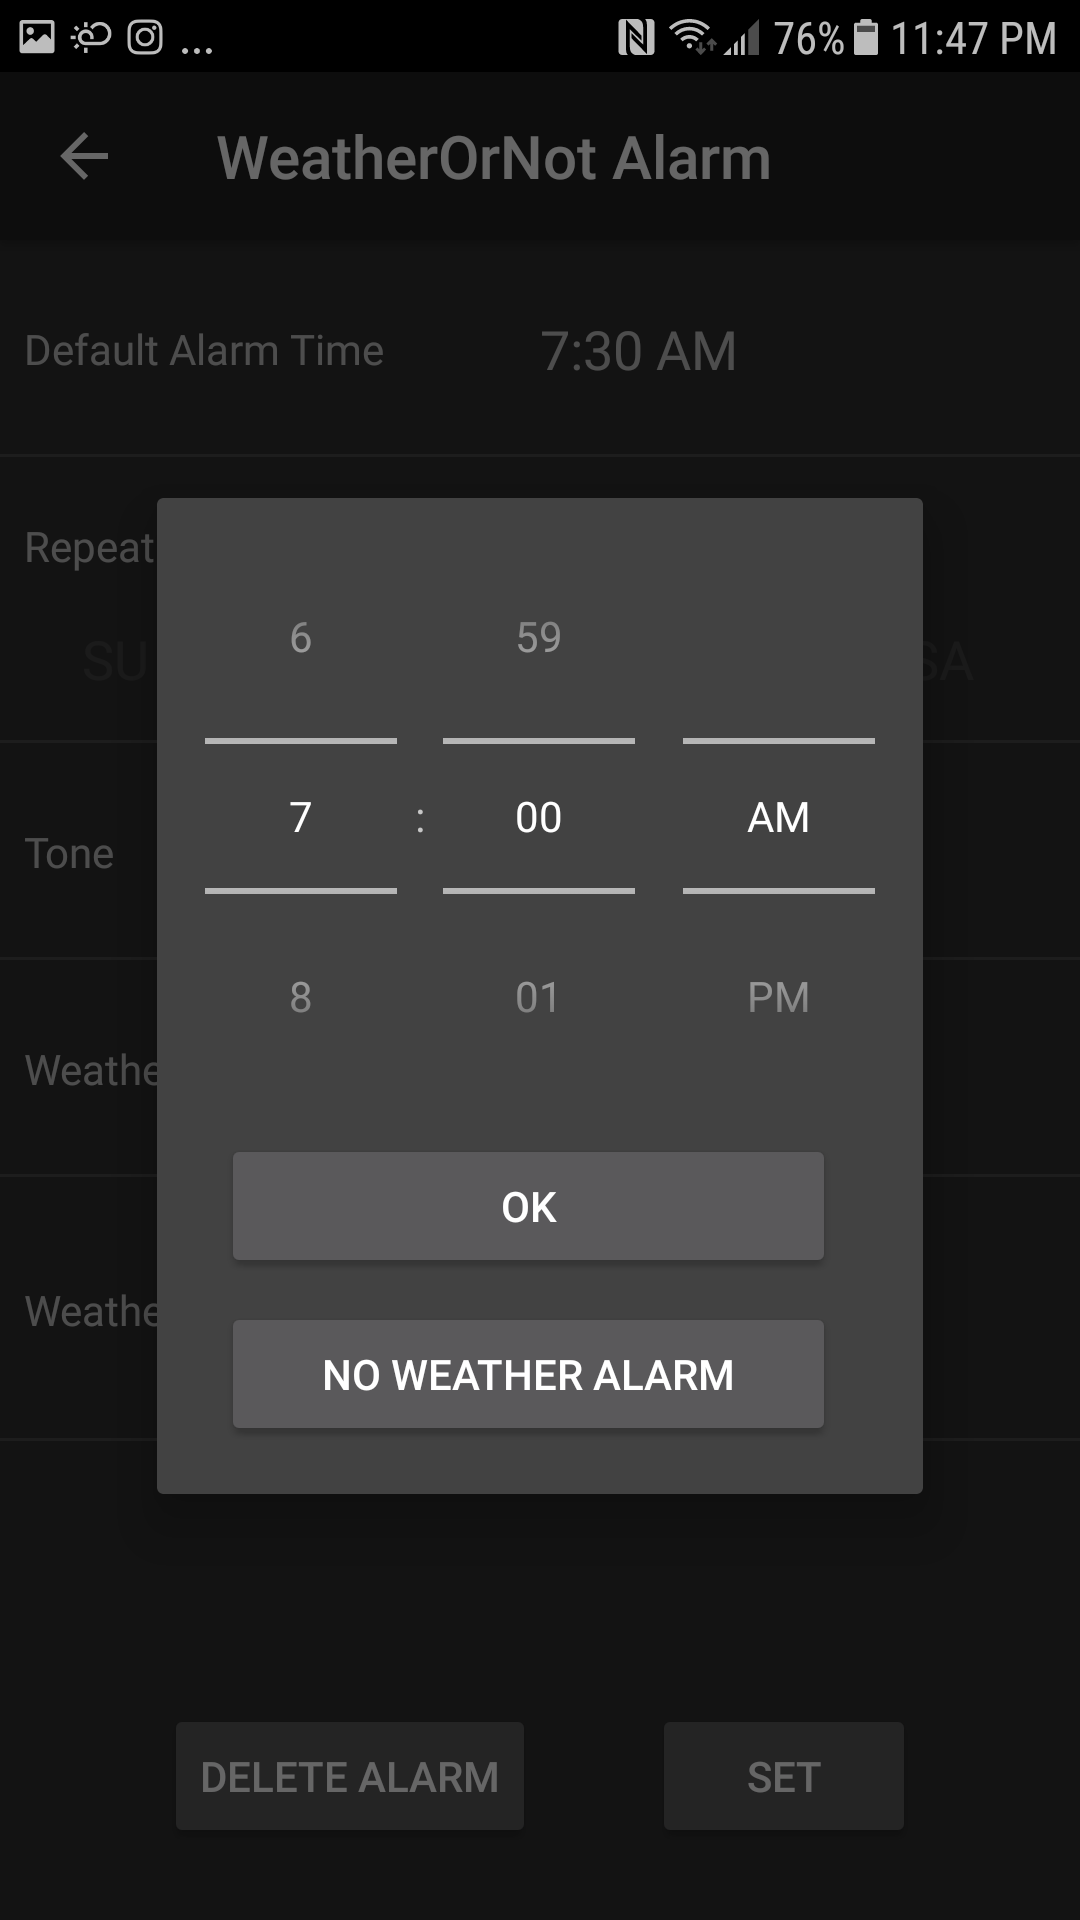 ... 76% 11:47 PM
WeatherOrNot Alarm
Default Alarm Time 7:30 AM
Repeat
SU SA
6 59
7 : 00 AM
Tone
8 01 PM
Weathe
OK
Weathe
NO WEATHER ALARM
DELETE ALARM SET